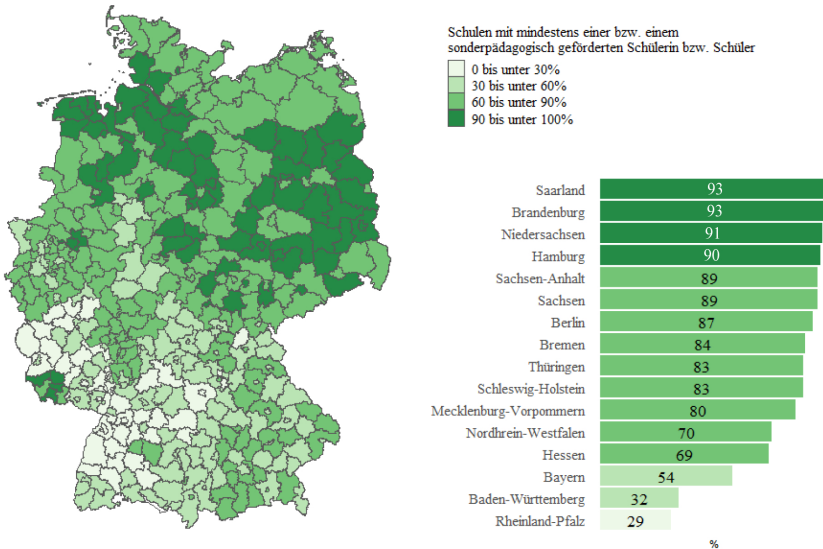 Schulen mit mindestens einer bzw. einem
sonderpädagogisch geförderten Schülerin bzw. Schüler
0 bis unter 30%
30 bis unter 60%
60 bis unter 90%
90 bis unter 100%
Saarland 93
Brandenburg 93
Niedersachsen 91
Hamburg 90
Sachsen-Anhalt 89
Sachsen 89
Berlin 87
Bremen 84
Thüringen 83
Schleswig-Holstein 83
Mecklenburg-Vorpommern 80
Nordrhein-Westfalen 70
Hessen 69
Bayern 54
Baden-Württemberg 32
Rheinland-Pfalz 29
%